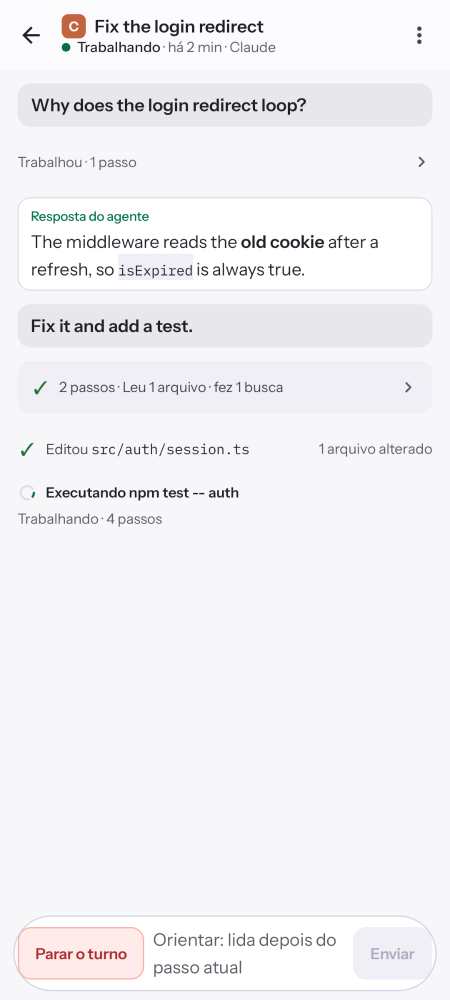 C Fix the login redirect
Trabalhando · há 2 min · Claude
Why does the login redirect loop?
Trabalhou · 1 passo
Resposta do agente
The middleware reads the old cookie after a
refresh, so isExpired is always true.
Fix it and add a test.
2 passos · Leu 1 arquivo · fez 1 busca
Editou src/auth/session.ts 1 arquivo alterado
Executando npm test -- auth
Trabalhando · 4 passos
Parar o turno
Orientar: lida depois do
passo atual
Enviar